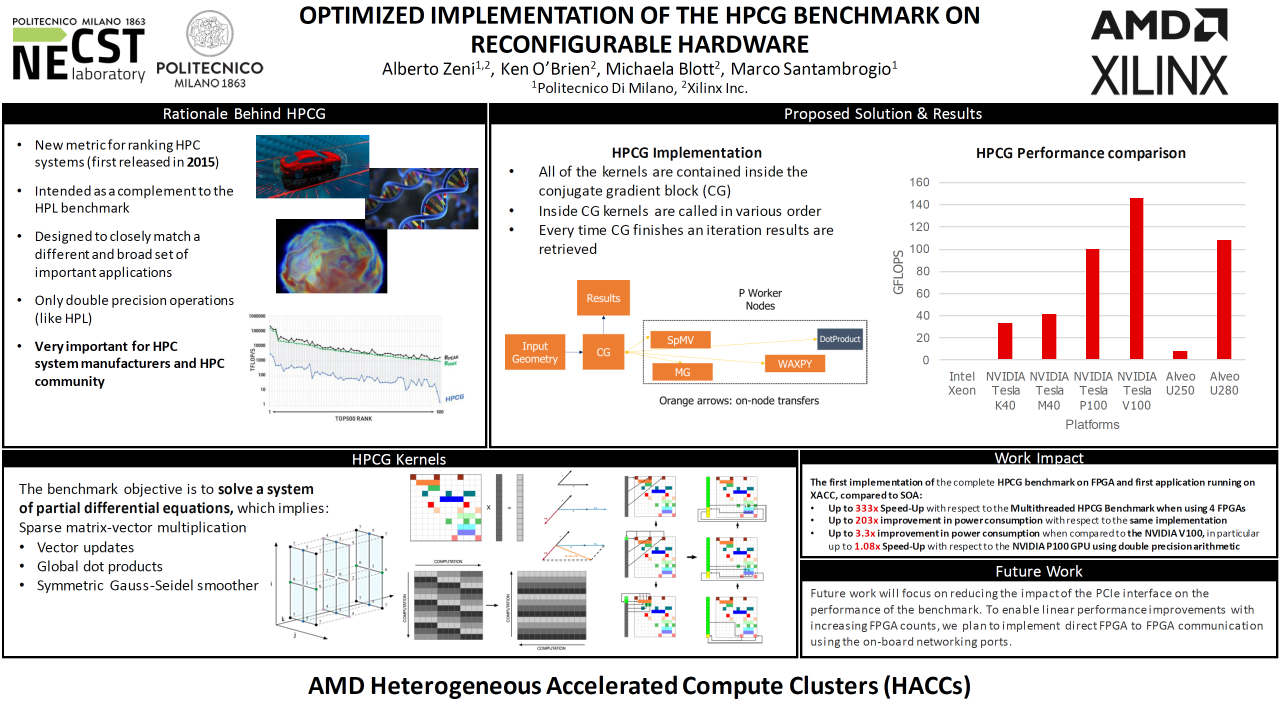 POLITECNICO MILANO 1863
NECST
laboratory
POLITECNICO
MILANO 1863
OPTIMIZED IMPLEMENTATION OF THE HPCG BENCHMARK ON
RECONFIGURABLE HARDWARE
Alberto Zeni1,2, Ken O’Brien2, Michaela Blott2, Marco Santambrogio1
1Politecnico Di Milano, 2Xilinx Inc.
AMD
XILINX
Rationale Behind HPCG
• New metric for ranking HPC
systems (first released in 2015)
• Intended as a complement to the
HPL benchmark
• Designed to closely match a
different and broad set of
important applications
• Only double precision operations
(like HPL)
• Very important for HPC
system manufacturers and HPC
community
1000000
100000
10000
1000
100
10
1
TFLOP/S
RPEAK
RMAX
HPCG
1
500
TOP500 RANK
Proposed Solution & Results
HPCG Implementation
• All of the kernels are contained inside the
conjugate gradient block (CG)
• Inside CG kernels are called in various order
• Every time CG finishes an iteration results are
retrieved
Results
P Worker
Nodes
Input
Geometry
CG
SpMV
MG
DotProduct
WAXPY
Orange arrows: on-node transfers
HPCG Performance comparison
160
140
120
100
80
60
40
20
0
GFLOPS
Intel
Xeon
NVIDIA
Tesla
K40
NVIDIA
Tesla
M40
NVIDIA
Tesla
P100
NVIDIA
Tesla
V100
Alveo
U250
Alveo
U280
Platforms
HPCG Kernels
The benchmark objective is to solve a system
of partial differential equations, which implies:
Sparse matrix-vector multiplication
• Vector updates
• Global dot products
• Symmetric Gauss-Seidel smoother
i
k
j
X
COMPUTATION
COMPUTATION
COMPUTATION
COMPUTATION
Work Impact
The first implementation of the complete HPCG benchmark on FPGA and first application running on
XACC, compared to SOA:
• Up to 333x Speed-Up with respect to the Multithreaded HPCG Benchmark when using 4 FPGAs
• Up to 203x improvement in power consumption with respect to the same implementation
• Up to 3.3x improvement in power consumption when compared to the NVIDIA V100, in particular
up to 1.08x Speed-Up with respect to the NVIDIA P100 GPU using double precision arithmetic
Future Work
Future work will focus on reducing the impact of the PCIe interface on the
performance of the benchmark. To enable linear performance improvements with
increasing FPGA counts, we plan to implement direct FPGA to FPGA communication
using the on-board networking ports.
AMD Heterogeneous Accelerated Compute Clusters (HACCs)